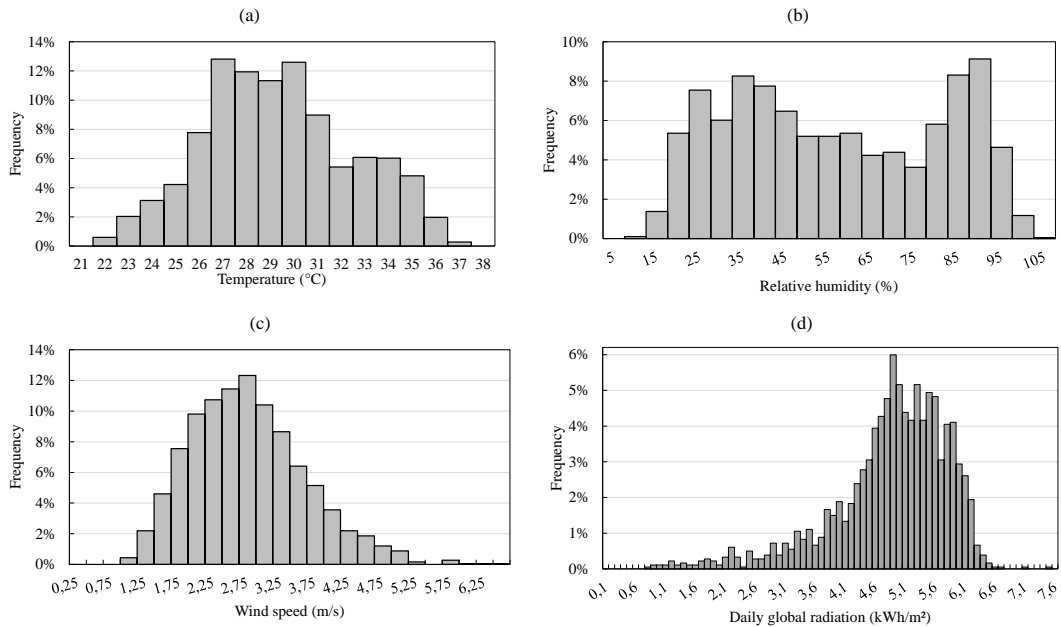 (a)
14%
12%
10%
8%
6%
4%
2%
0%
Frequency
21 22 23 24 25 26 27 28 29 30 31 32 33 34 35 36 37 38
Temperature (°C)
(b)
10%
8%
6%
4%
2%
0%
Frequency
5 15 25 35 45 55 65 75 85 95 105
Relative humidity (%)
(c)
14%
12%
10%
8%
6%
4%
2%
0%
Frequency
0,25 0,75 1,25 1,75 2,25 2,75 3,25 3,75 4,25 4,75 5,25 5,75 6,25
Wind speed (m/s)
(d)
6%
5%
4%
3%
2%
1%
0%
Frequency
0,1 0,6 1,1 1,6 2,1 2,6 3,1 3,6 4,1 4,6 5,1 5,6 6,1 6,6 7,1 7,6
Daily global radiation (kWh/m²)